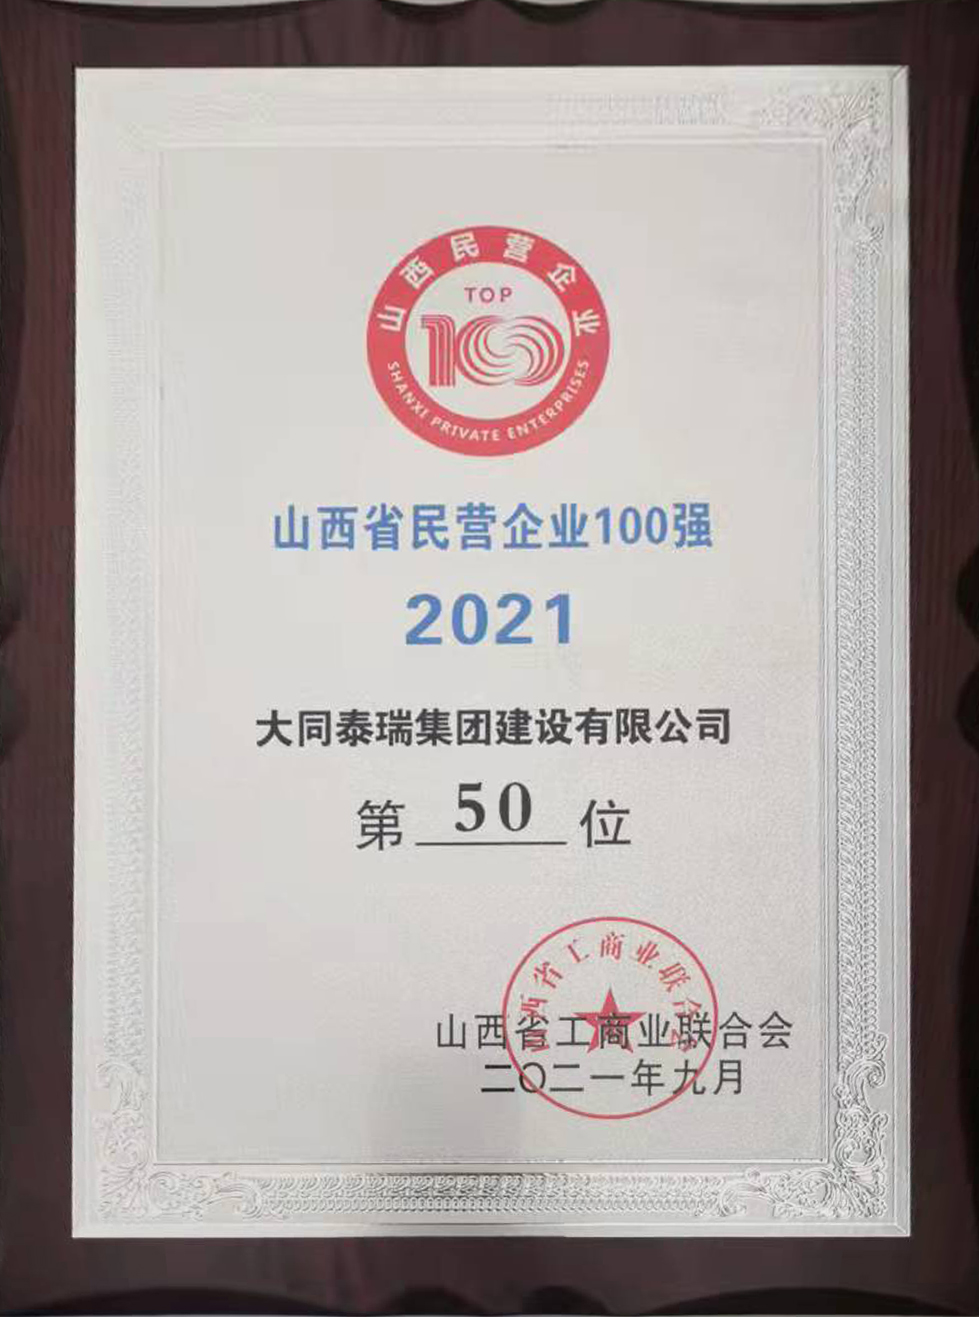 山西民营企业
TOP
100
SHANXI PRIVATE ENTERPRISES
山西省民营企业100强
2021
大同泰瑞集团建设有限公司
第 50 位
山西省工商业联合会
山西省工商业联合会
二〇二一年九月